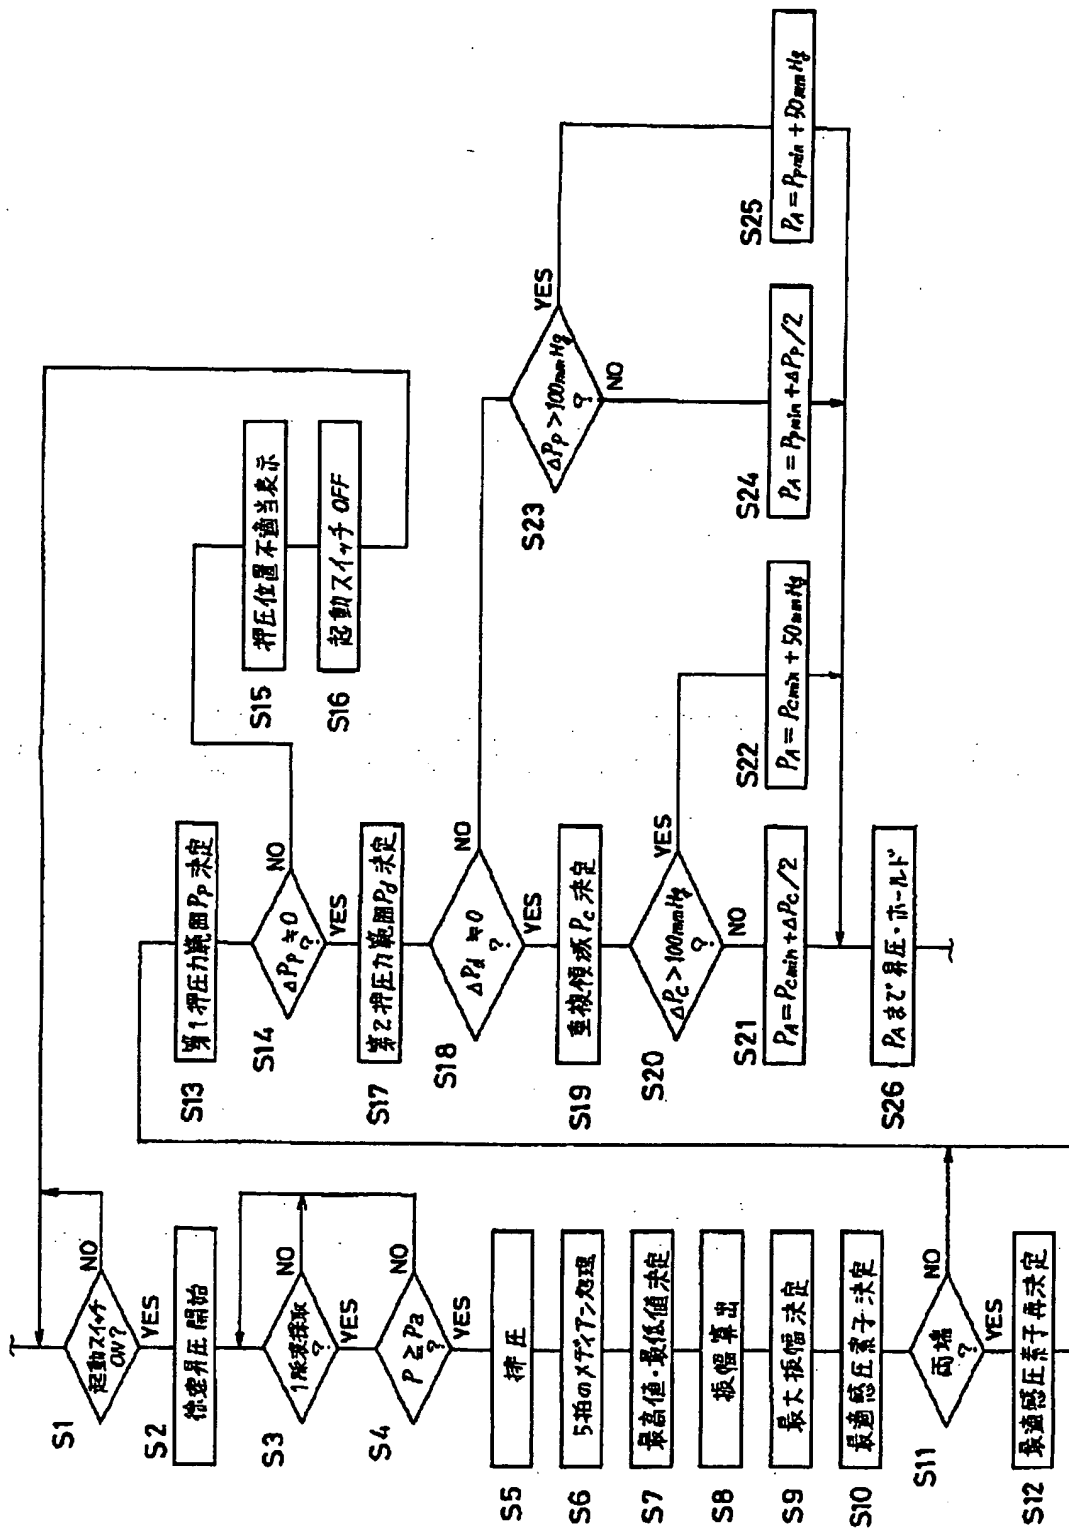 S1
起動スイッチ
ON?
NO
YES
S2
徐速昇圧開始
S3
1脈波採取
?
NO
YES
S4
P ≧ Pa
?
NO
YES
S5
排圧
S6
5拍のメディアン処理
S7
最高値・最低値決定
S8
振幅算出
S9
最大振幅決定
S10
最適感圧素子決定
S11
両端
?
NO
YES
S12
最適感圧素子再決定
S13
第1押圧力範囲Pp決定
S14
ΔPp≒0
?
NO
YES
S15
押圧位置不適当表示
S16
起動スイッチOFF
S17
第2押圧力範囲Pd決定
S18
ΔPd≒0
?
NO
YES
S19
重複領域Pc決定
S20
ΔPc>100mmHg
?
YES
NO
S21
PA=Pcmin+ΔPc/2
S22
PA=Pcmin+50mmHg
S23
ΔPp>100mmHg
?
YES
NO
S24
PA=Ppmin+ΔPp/2
S25
PA=Ppmin+50mmHg
S26
PAまで昇圧・ホールド